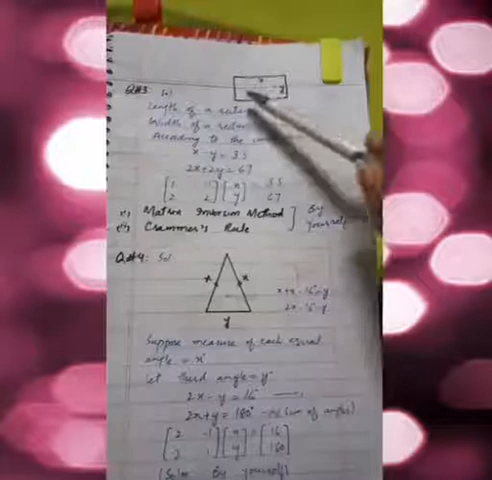 Q#3: Sol
x
y
Length of a rectan
Width of a rectan
According to the
x - y = 3.5
2x+2y = 67
[1 1] [x] 3.5
[2 2] [y] 67
Matrix Inversion Method ] By
Crammer's Rule ] yourself
Q#4: Sol
x x
y
x+x = 16-y
2x = 16-y
Suppose measure of each equal
angle = x°
Let third angle = y°
2x - y = 16
2x+y = 180° (sum of angles)
[2 -1] [x] = [16]
[2 1] [y] [180]
(Solve By yourself)